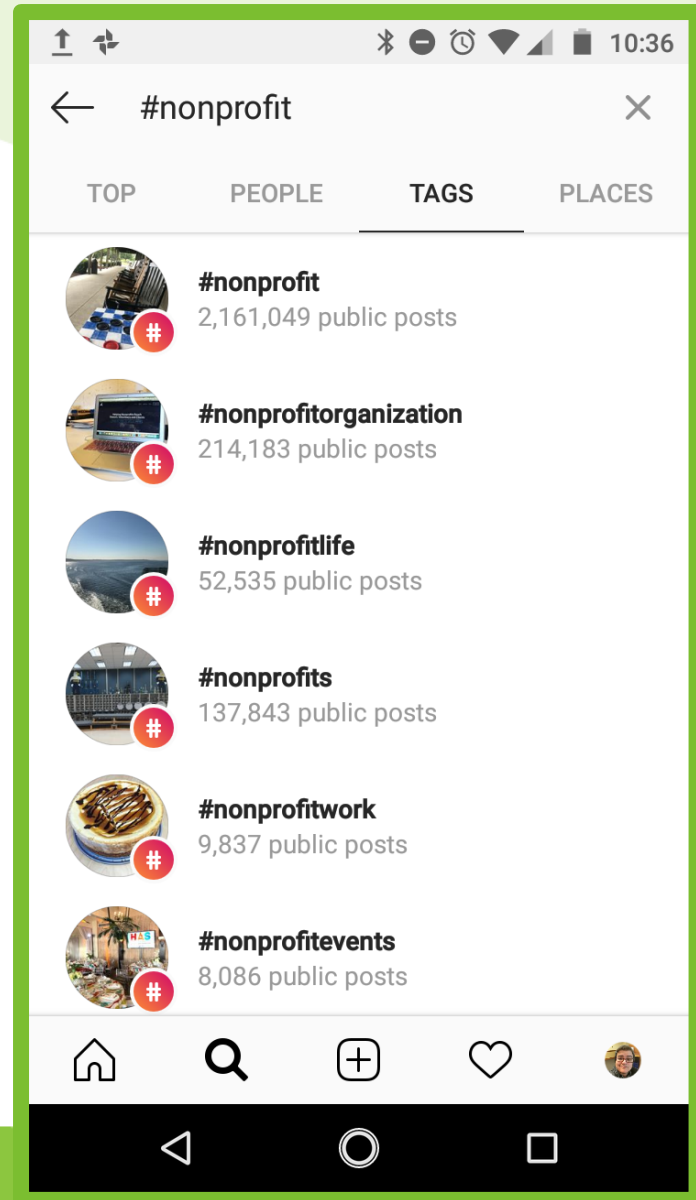 10:36
#nonprofit
TOP PEOPLE TAGS PLACES
#nonprofit
2,161,049 public posts
#
#nonprofitorganization
214,183 public posts
#
#nonprofitlife
52,535 public posts
#
#nonprofits
137,843 public posts
#
#nonprofitwork
9,837 public posts
#
HAS
#nonprofitevents
8,086 public posts
#